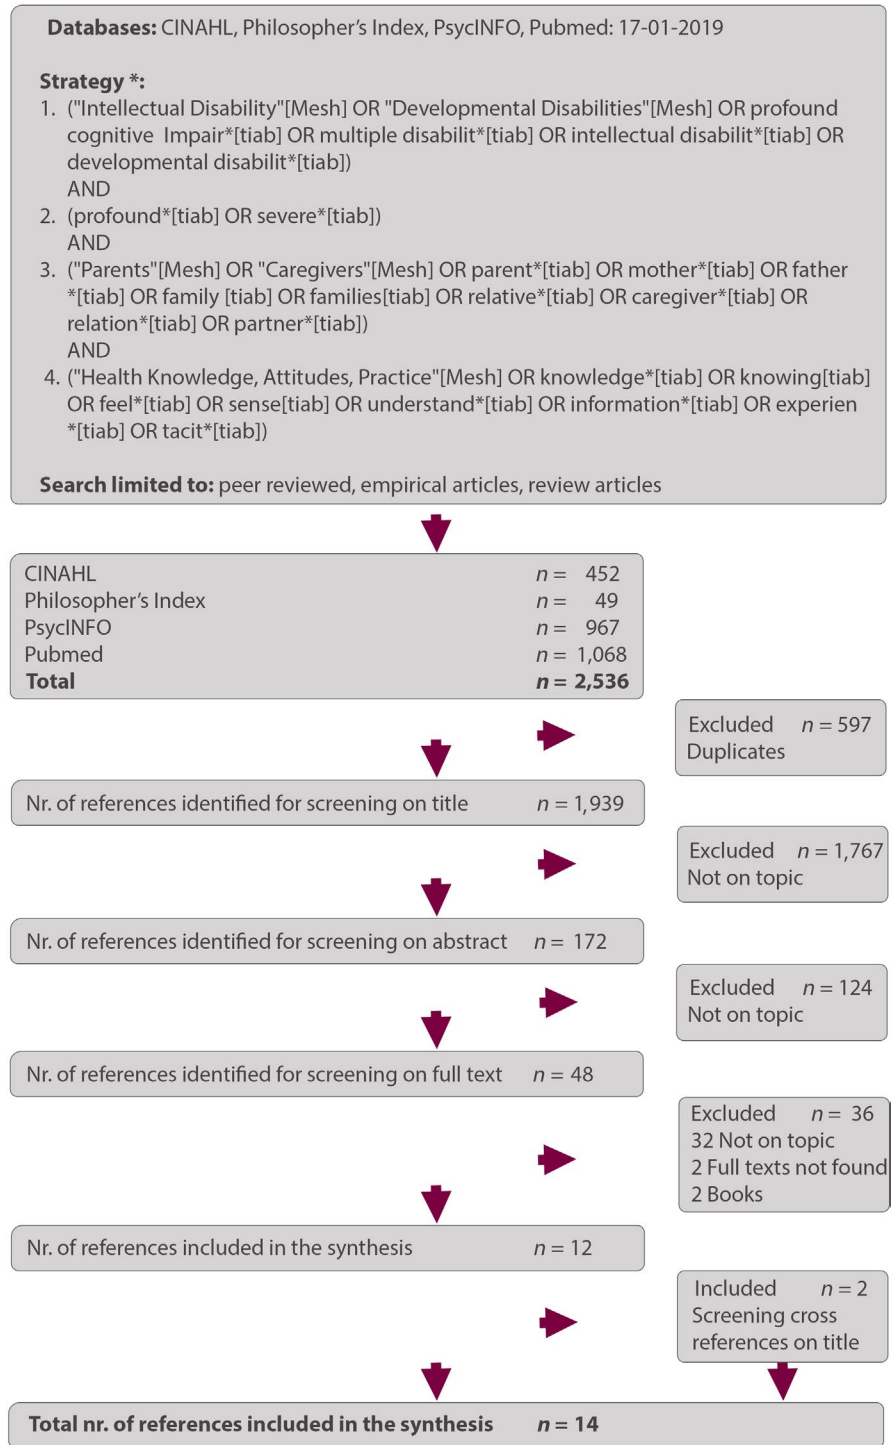 Databases: CINAHL, Philosopher’s Index, PsycINFO, Pubmed: 17-01-2019
Strategy *:
1. ("Intellectual Disability"[Mesh] OR "Developmental Disabilities"[Mesh] OR profound
cognitive Impair*[tiab] OR multiple disabilit*[tiab] OR intellectual disabilit*[tiab] OR
developmental disabilit*[tiab])
AND
2. (profound*[tiab] OR severe*[tiab])
AND
3. ("Parents"[Mesh] OR "Caregivers"[Mesh] OR parent*[tiab] OR mother*[tiab] OR father
*[tiab] OR family [tiab] OR families[tiab] OR relative*[tiab] OR caregiver*[tiab] OR
relation*[tiab] OR partner*[tiab])
AND
4. ("Health Knowledge, Attitudes, Practice"[Mesh] OR knowledge*[tiab] OR knowing[tiab]
OR feel*[tiab] OR sense[tiab] OR understand*[tiab] OR information*[tiab] OR experien
*[tiab] OR tacit*[tiab])
Search limited to: peer reviewed, empirical articles, review articles
CINAHL n = 452
Philosopher’s Index n = 49
PsycINFO n = 967
Pubmed n = 1,068
Total n = 2,536
Excluded n = 597
Duplicates
Nr. of references identified for screening on title n = 1,939
Excluded n = 1,767
Not on topic
Nr. of references identified for screening on abstract n = 172
Excluded n = 124
Not on topic
Nr. of references identified for screening on full text n = 48
Excluded n = 36
32 Not on topic
2 Full texts not found
2 Books
Nr. of references included in the synthesis n = 12
Included n = 2
Screening cross
references on title
Total nr. of references included in the synthesis n = 14